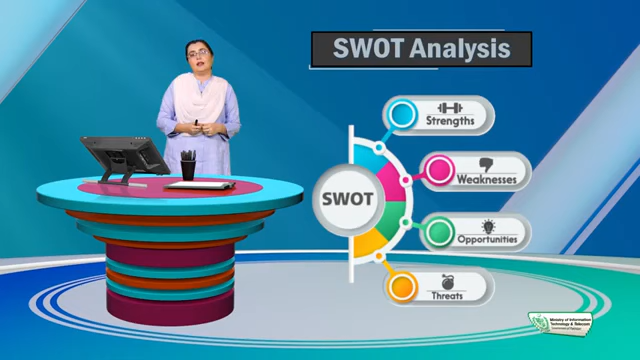 SWOT Analysis
SWOT
Strengths
Weaknesses
Opportunities
Threats
Ministry of Information
Technology & Telecom